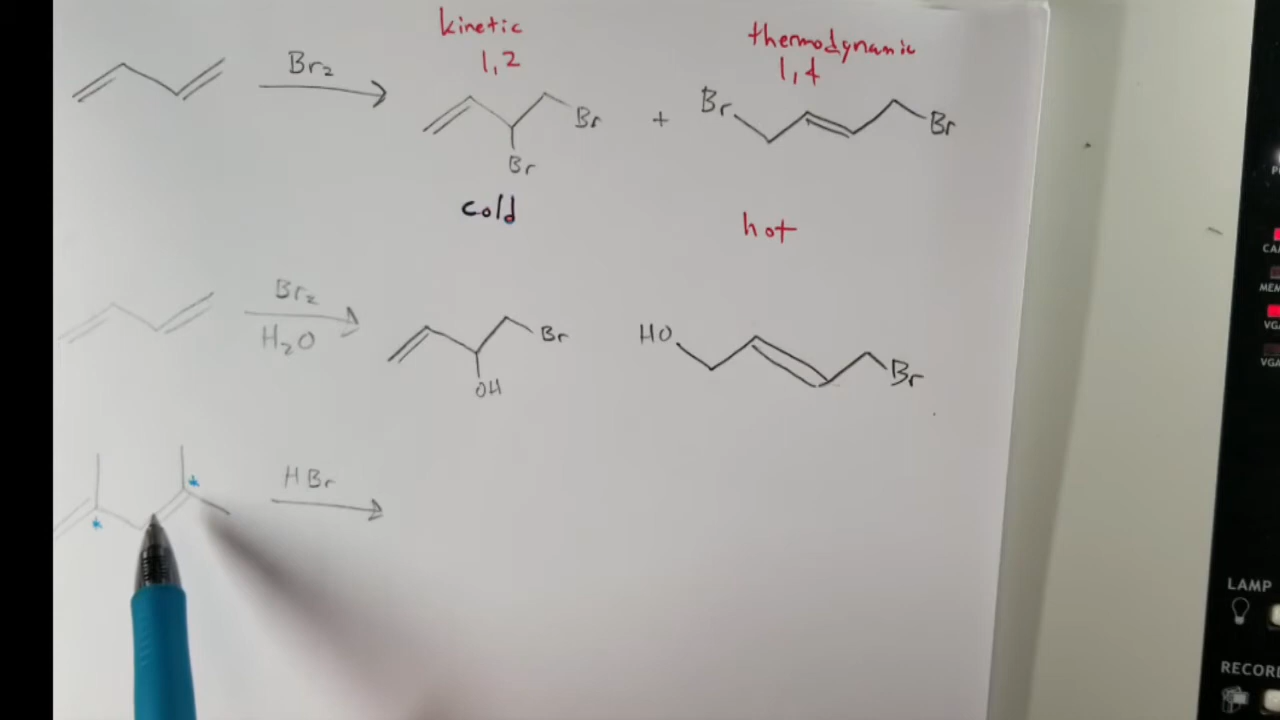 kinetic
1,2
thermodynamic
1,4
Br₂
Br
Br
+
Br
Br
cold
hot
Br₂
H₂O
Br
OH
HO
Br
*
*
HBr
LAMP
RECORD